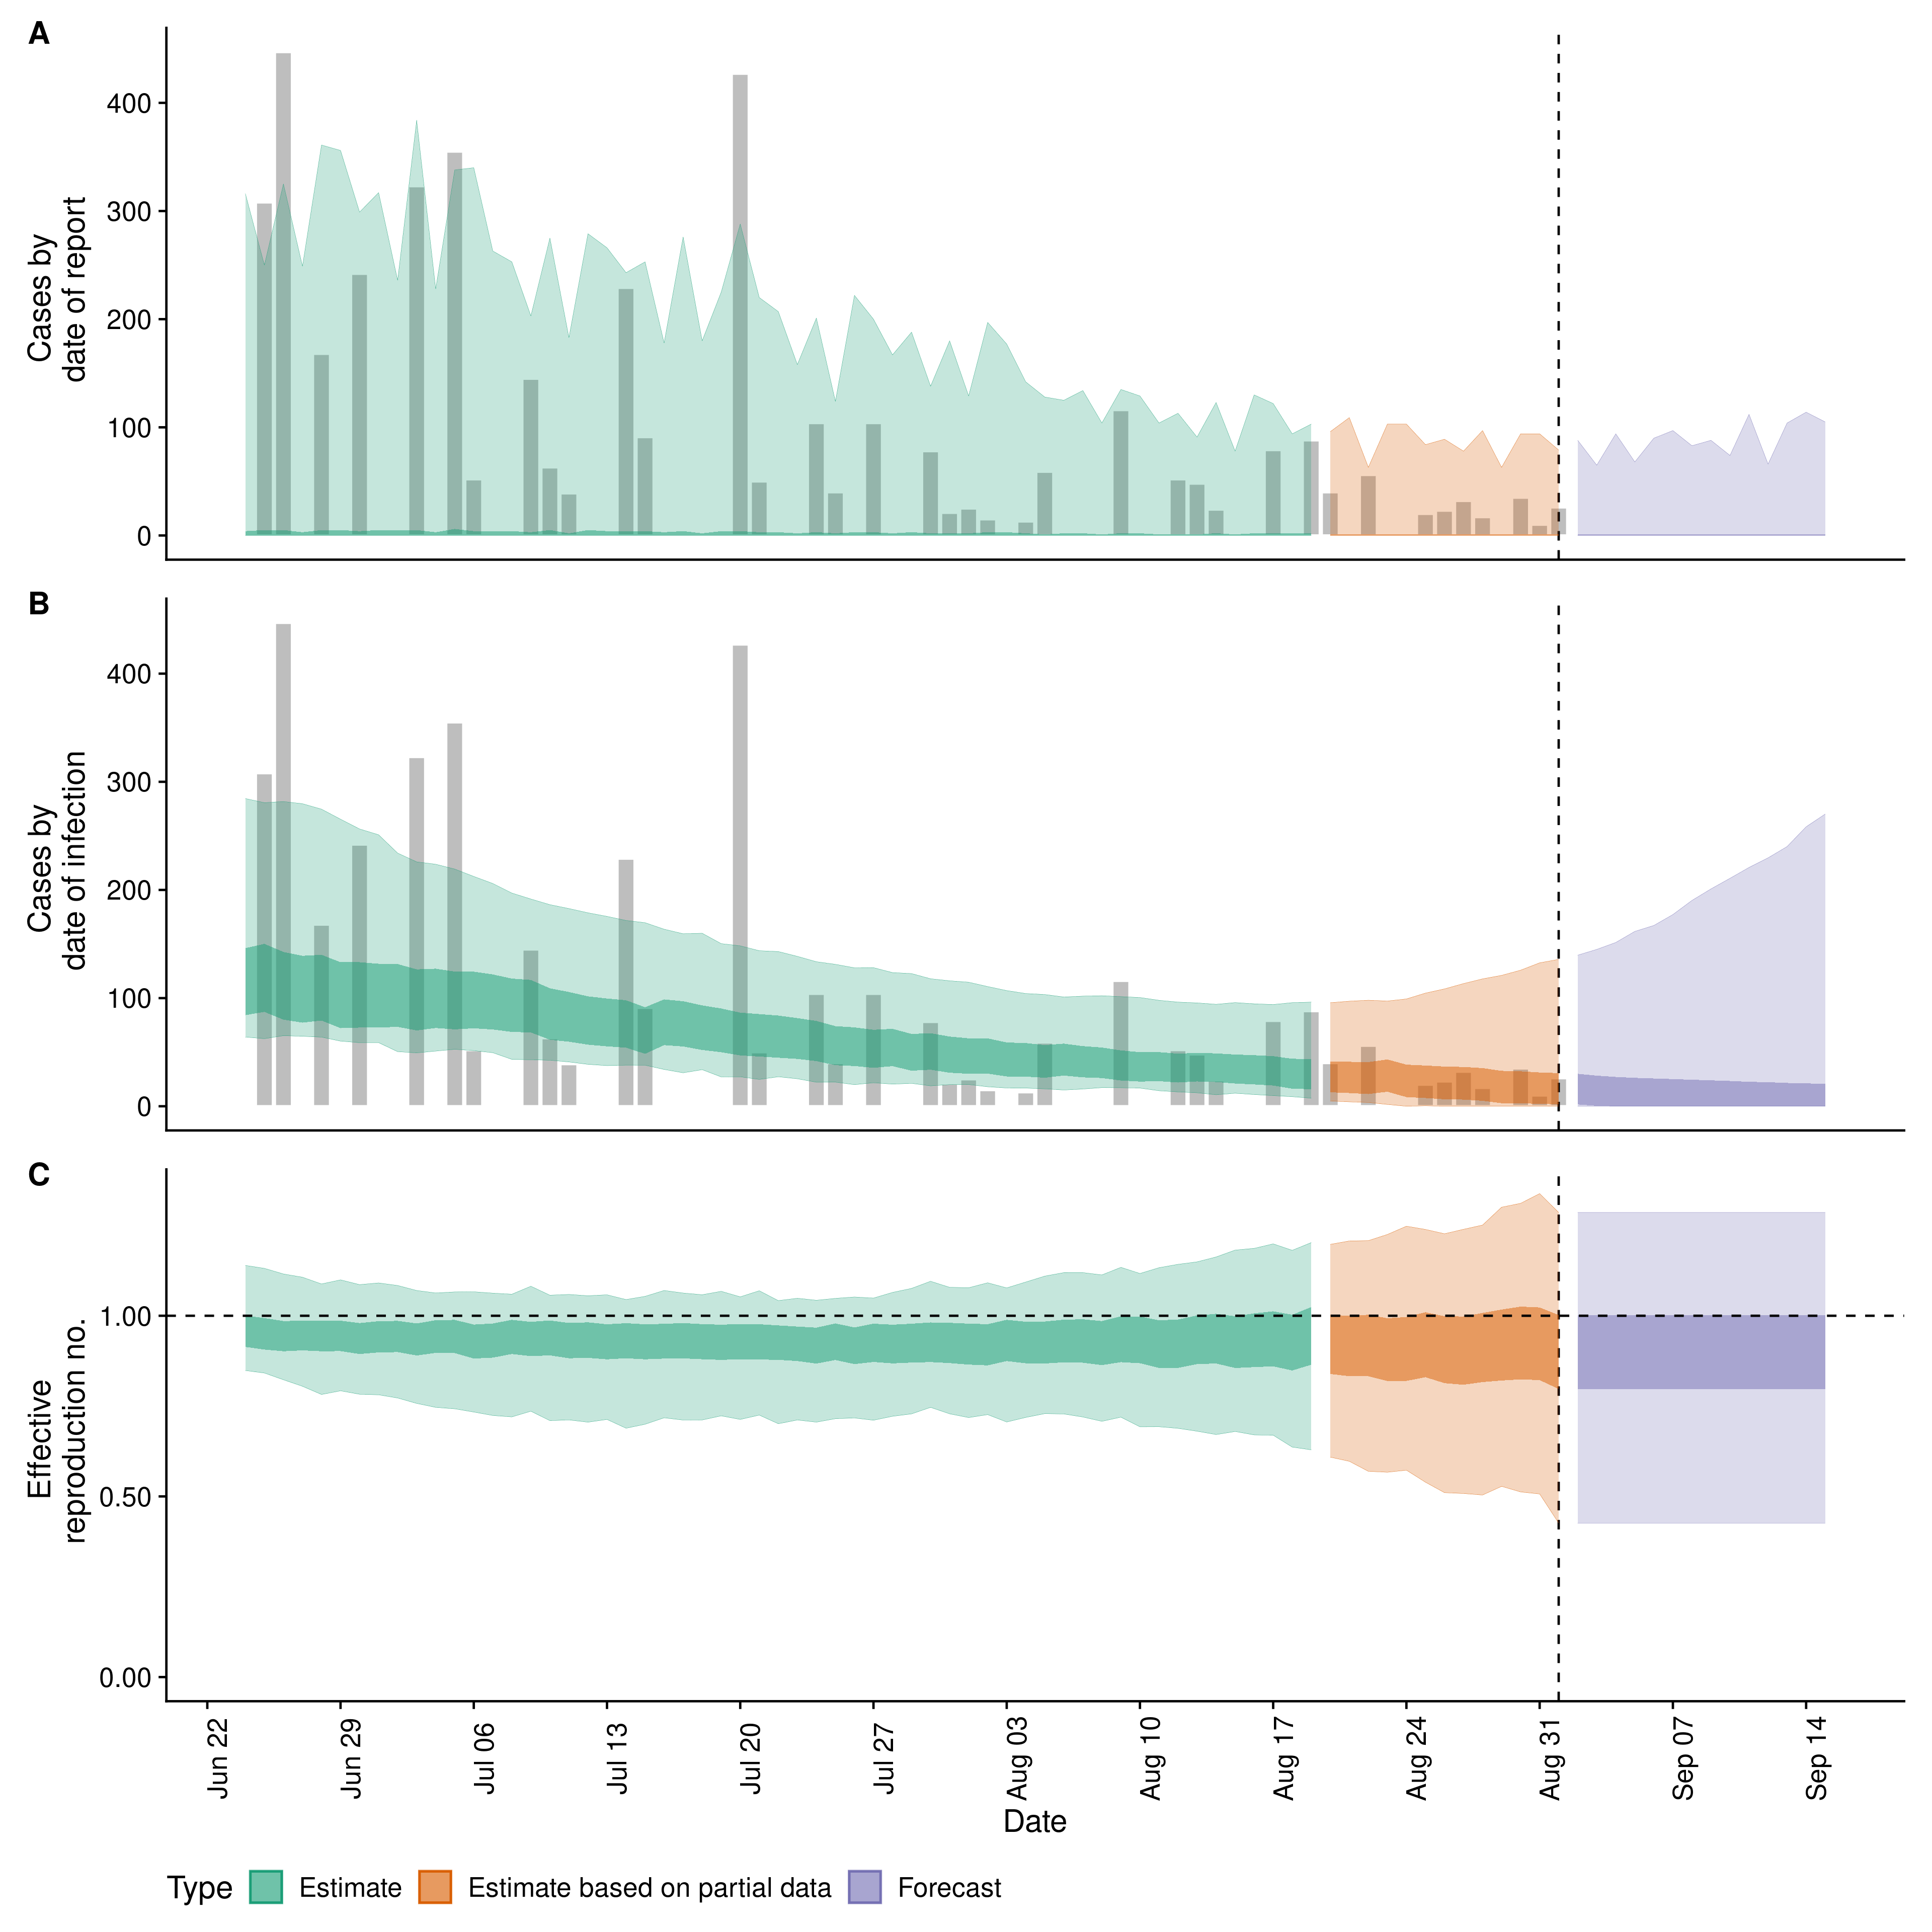 A
Cases by
date of report
400
300
200
100
0
B
Cases by
date of infection
400
300
200
100
0
C
Effective
reproduction no.
1.00
0.50
0.00
Jun 22
Jun 29
Jul 06
Jul 13
Jul 20
Jul 27
Aug 03
Aug 10
Aug 17
Aug 24
Aug 31
Sep 07
Sep 14
Date
Type Estimate Estimate based on partial data Forecast